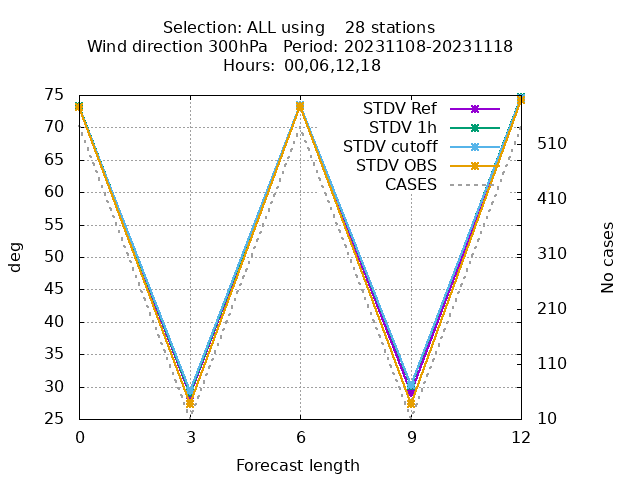 Selection: ALL using    28 stations
Wind direction 300hPa   Period: 20231108-20231118
Hours: 00,06,12,18
STDV Ref
STDV 1h
STDV cutoff
STDV OBS
CASES
75
70
65
60
55
50
45
40
35
30
25
510
410
310
210
110
10
deg
No cases
0 3 6 9 12
Forecast length